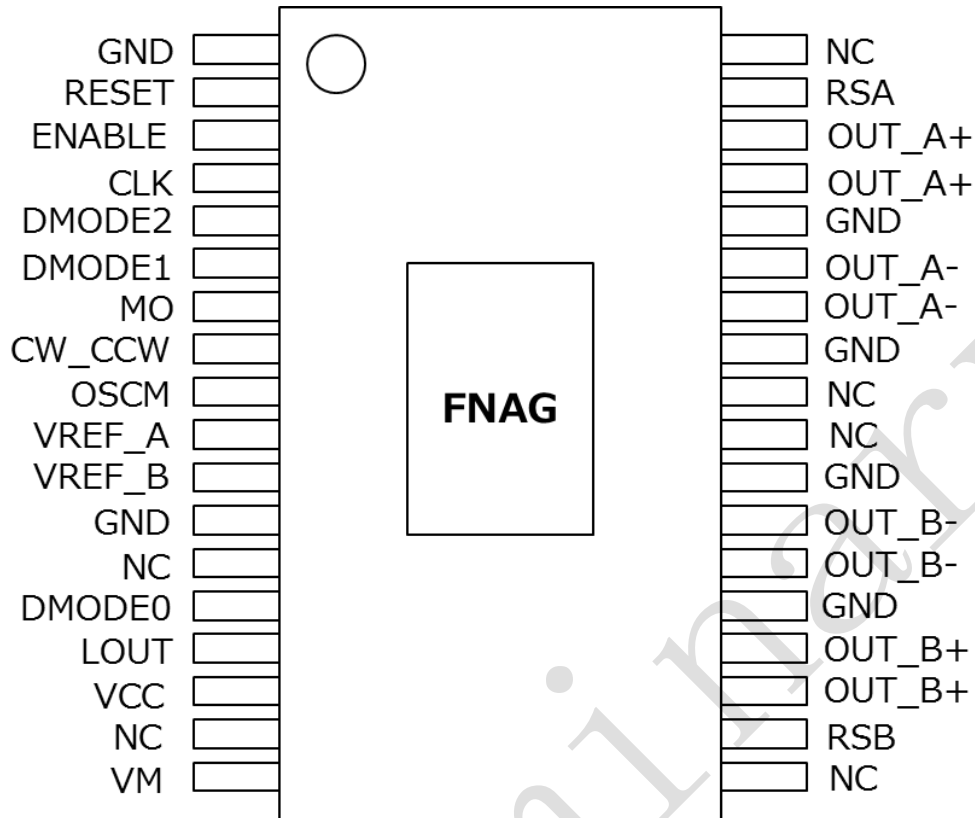 GND NC
RESET RSA
ENABLE OUT_A+
CLK OUT_A+
DMODE2 GND
DMODE1 OUT_A-
MO OUT_A-
CW_CCW GND
OSCM NC
FNAG
VREF_A NC
VREF_B GND
GND OUT_B-
NC OUT_B-
DMODE0 GND
LOUT OUT_B+
VCC OUT_B+
NC RSB
VM NC